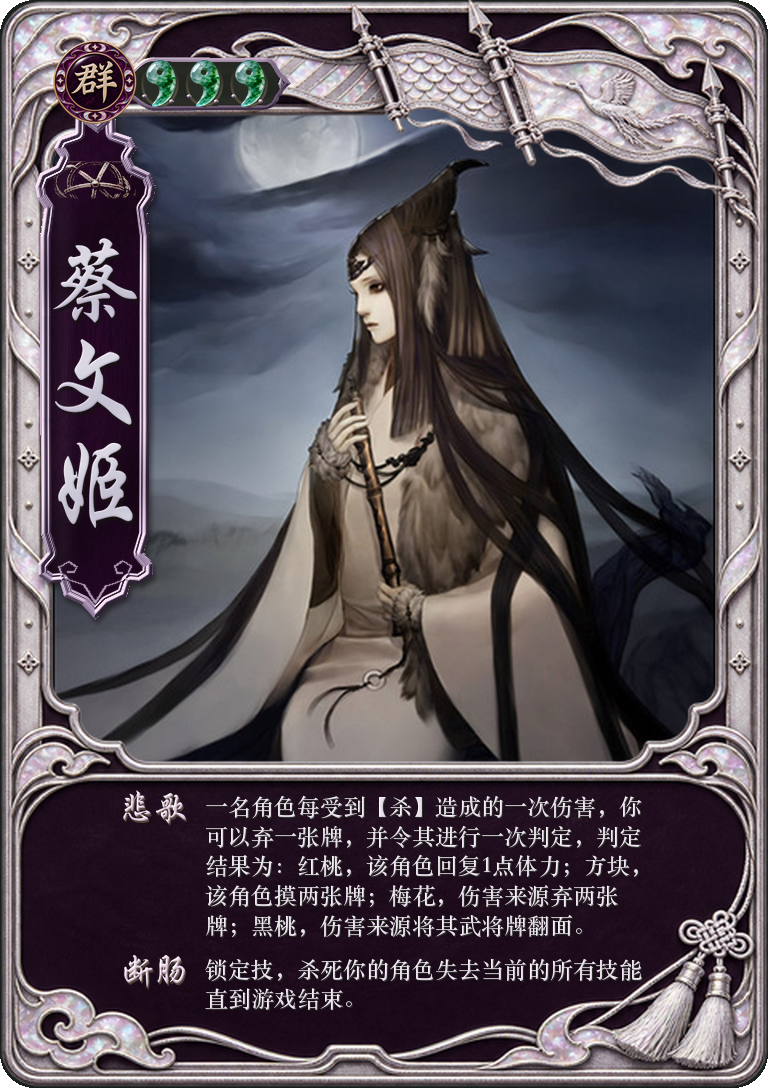 群
蔡文姬
悲歌
一名角色每受到【杀】造成的一次伤害，你
可以弃一张牌，并令其进行一次判定，判定
结果为：红桃，该角色回复1点体力；方块，
该角色摸两张牌；梅花，伤害来源弃两张
牌；黑桃，伤害来源将其武将牌翻面。
断肠
锁定技，杀死你的角色失去当前的所有技能
直到游戏结束。